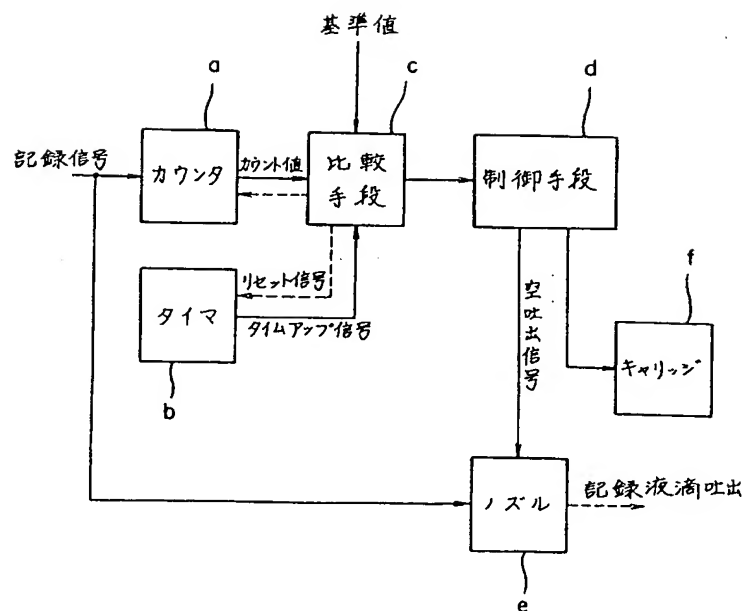 基準値
a
c
d
記録信号
カウンタ
カウント値
比較
手段
制御手段
リセット信号
タイマ
タイムアップ信号
b
空吐出信号
f
キャリッジ
ノズル
記録液滴吐出
e